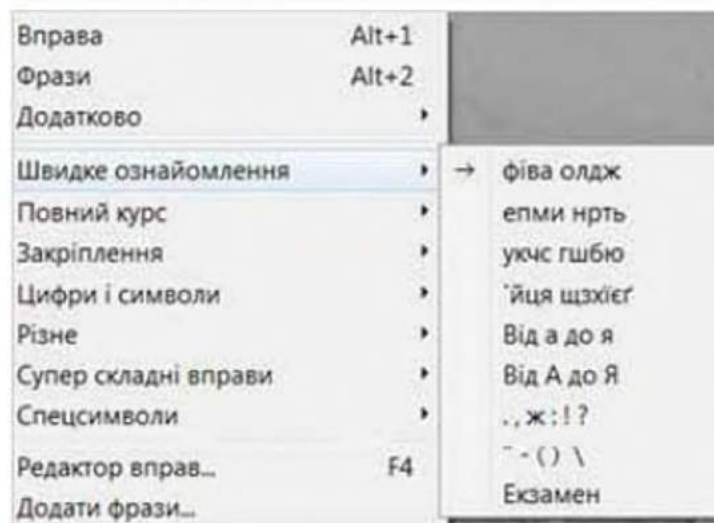 Вправа Alt+1
Фрази Alt+2
Додатково
Швидке ознайомлення
Повний курс
Закріплення
Цифри і символи
Різне
Супер складні вправи
Спецсимволи
Редактор вправ... F4
Додати фрази...
→ фіва олдж
епми нрть
укчс гшбю
`йця щзхїєґ
Від а до я
Від А до Я
. , ж : ! ?
" - ( ) \
Екзамен